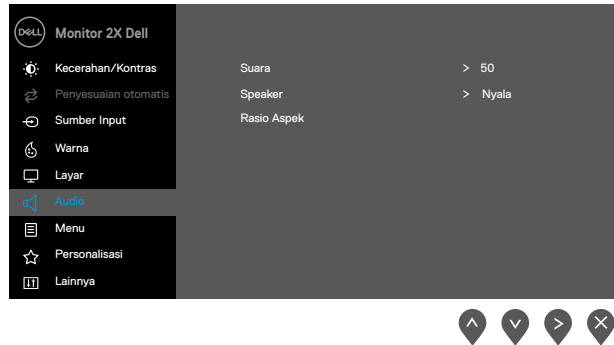 DELL
Monitor 2X Dell
Kecerahan/Kontras
Penyesuaian otomatis
Sumber Input
Warna
Layar
Audio
Menu
Personalisasi
Lainnya
Suara > 50
Speaker > Nyala
Rasio Aspek